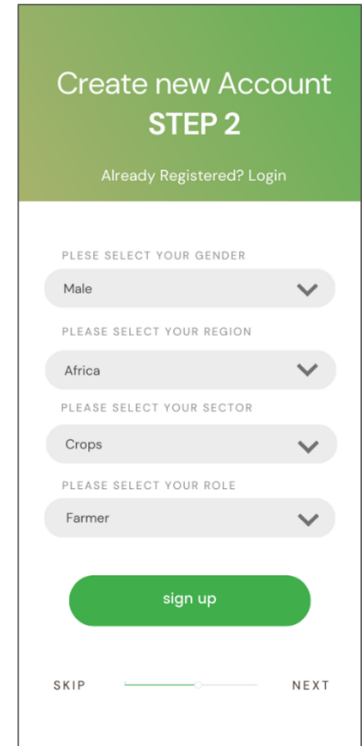 Create new Account
STEP 2
Already Registered? Login
PLESE SELECT YOUR GENDER
Male
PLEASE SELECT YOUR REGION
Africa
PLEASE SELECT YOUR SECTOR
Crops
PLEASE SELECT YOUR ROLE
Farmer
sign up
SKIP NEXT